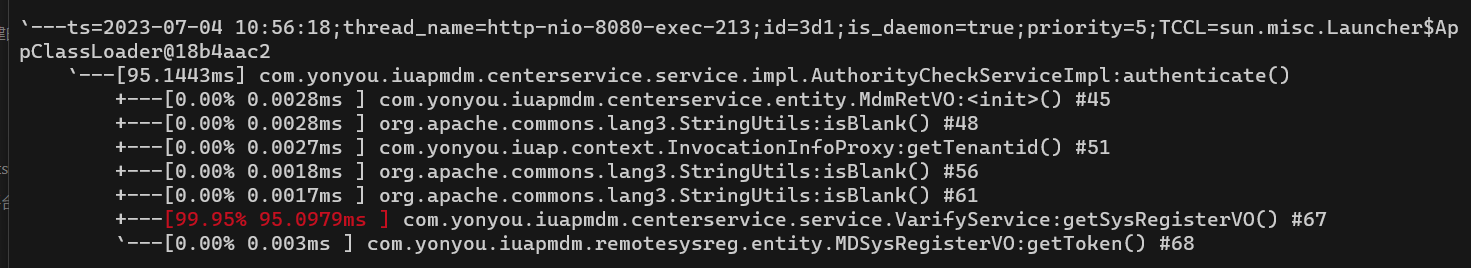 `---ts=2023-07-04 10:56:18;thread_name=http-nio-8080-exec-213;id=3d1;is_daemon=true;priority=5;TCCL=sun.misc.Launcher$Ap
pClassLoader@18b4aac2
    `---[95.1443ms] com.yonyou.iuapmdm.centerservice.service.impl.AuthorityCheckServiceImpl:authenticate()
        +---[0.00% 0.0028ms ] com.yonyou.iuapmdm.centerservice.entity.MdmRetVO:<init>() #45
        +---[0.00% 0.0028ms ] org.apache.commons.lang3.StringUtils:isBlank() #48
        +---[0.00% 0.0027ms ] com.yonyou.iuap.context.InvocationInfoProxy:getTenantid() #51
        +---[0.00% 0.0018ms ] org.apache.commons.lang3.StringUtils:isBlank() #56
        +---[0.00% 0.0017ms ] org.apache.commons.lang3.StringUtils:isBlank() #61
        +---[99.95% 95.0979ms ] com.yonyou.iuapmdm.centerservice.service.VarifyService:getSysRegisterVO() #67
        `---[0.00% 0.003ms ] com.yonyou.iuapmdm.remotesysreg.entity.MDSysRegisterVO:getToken() #68